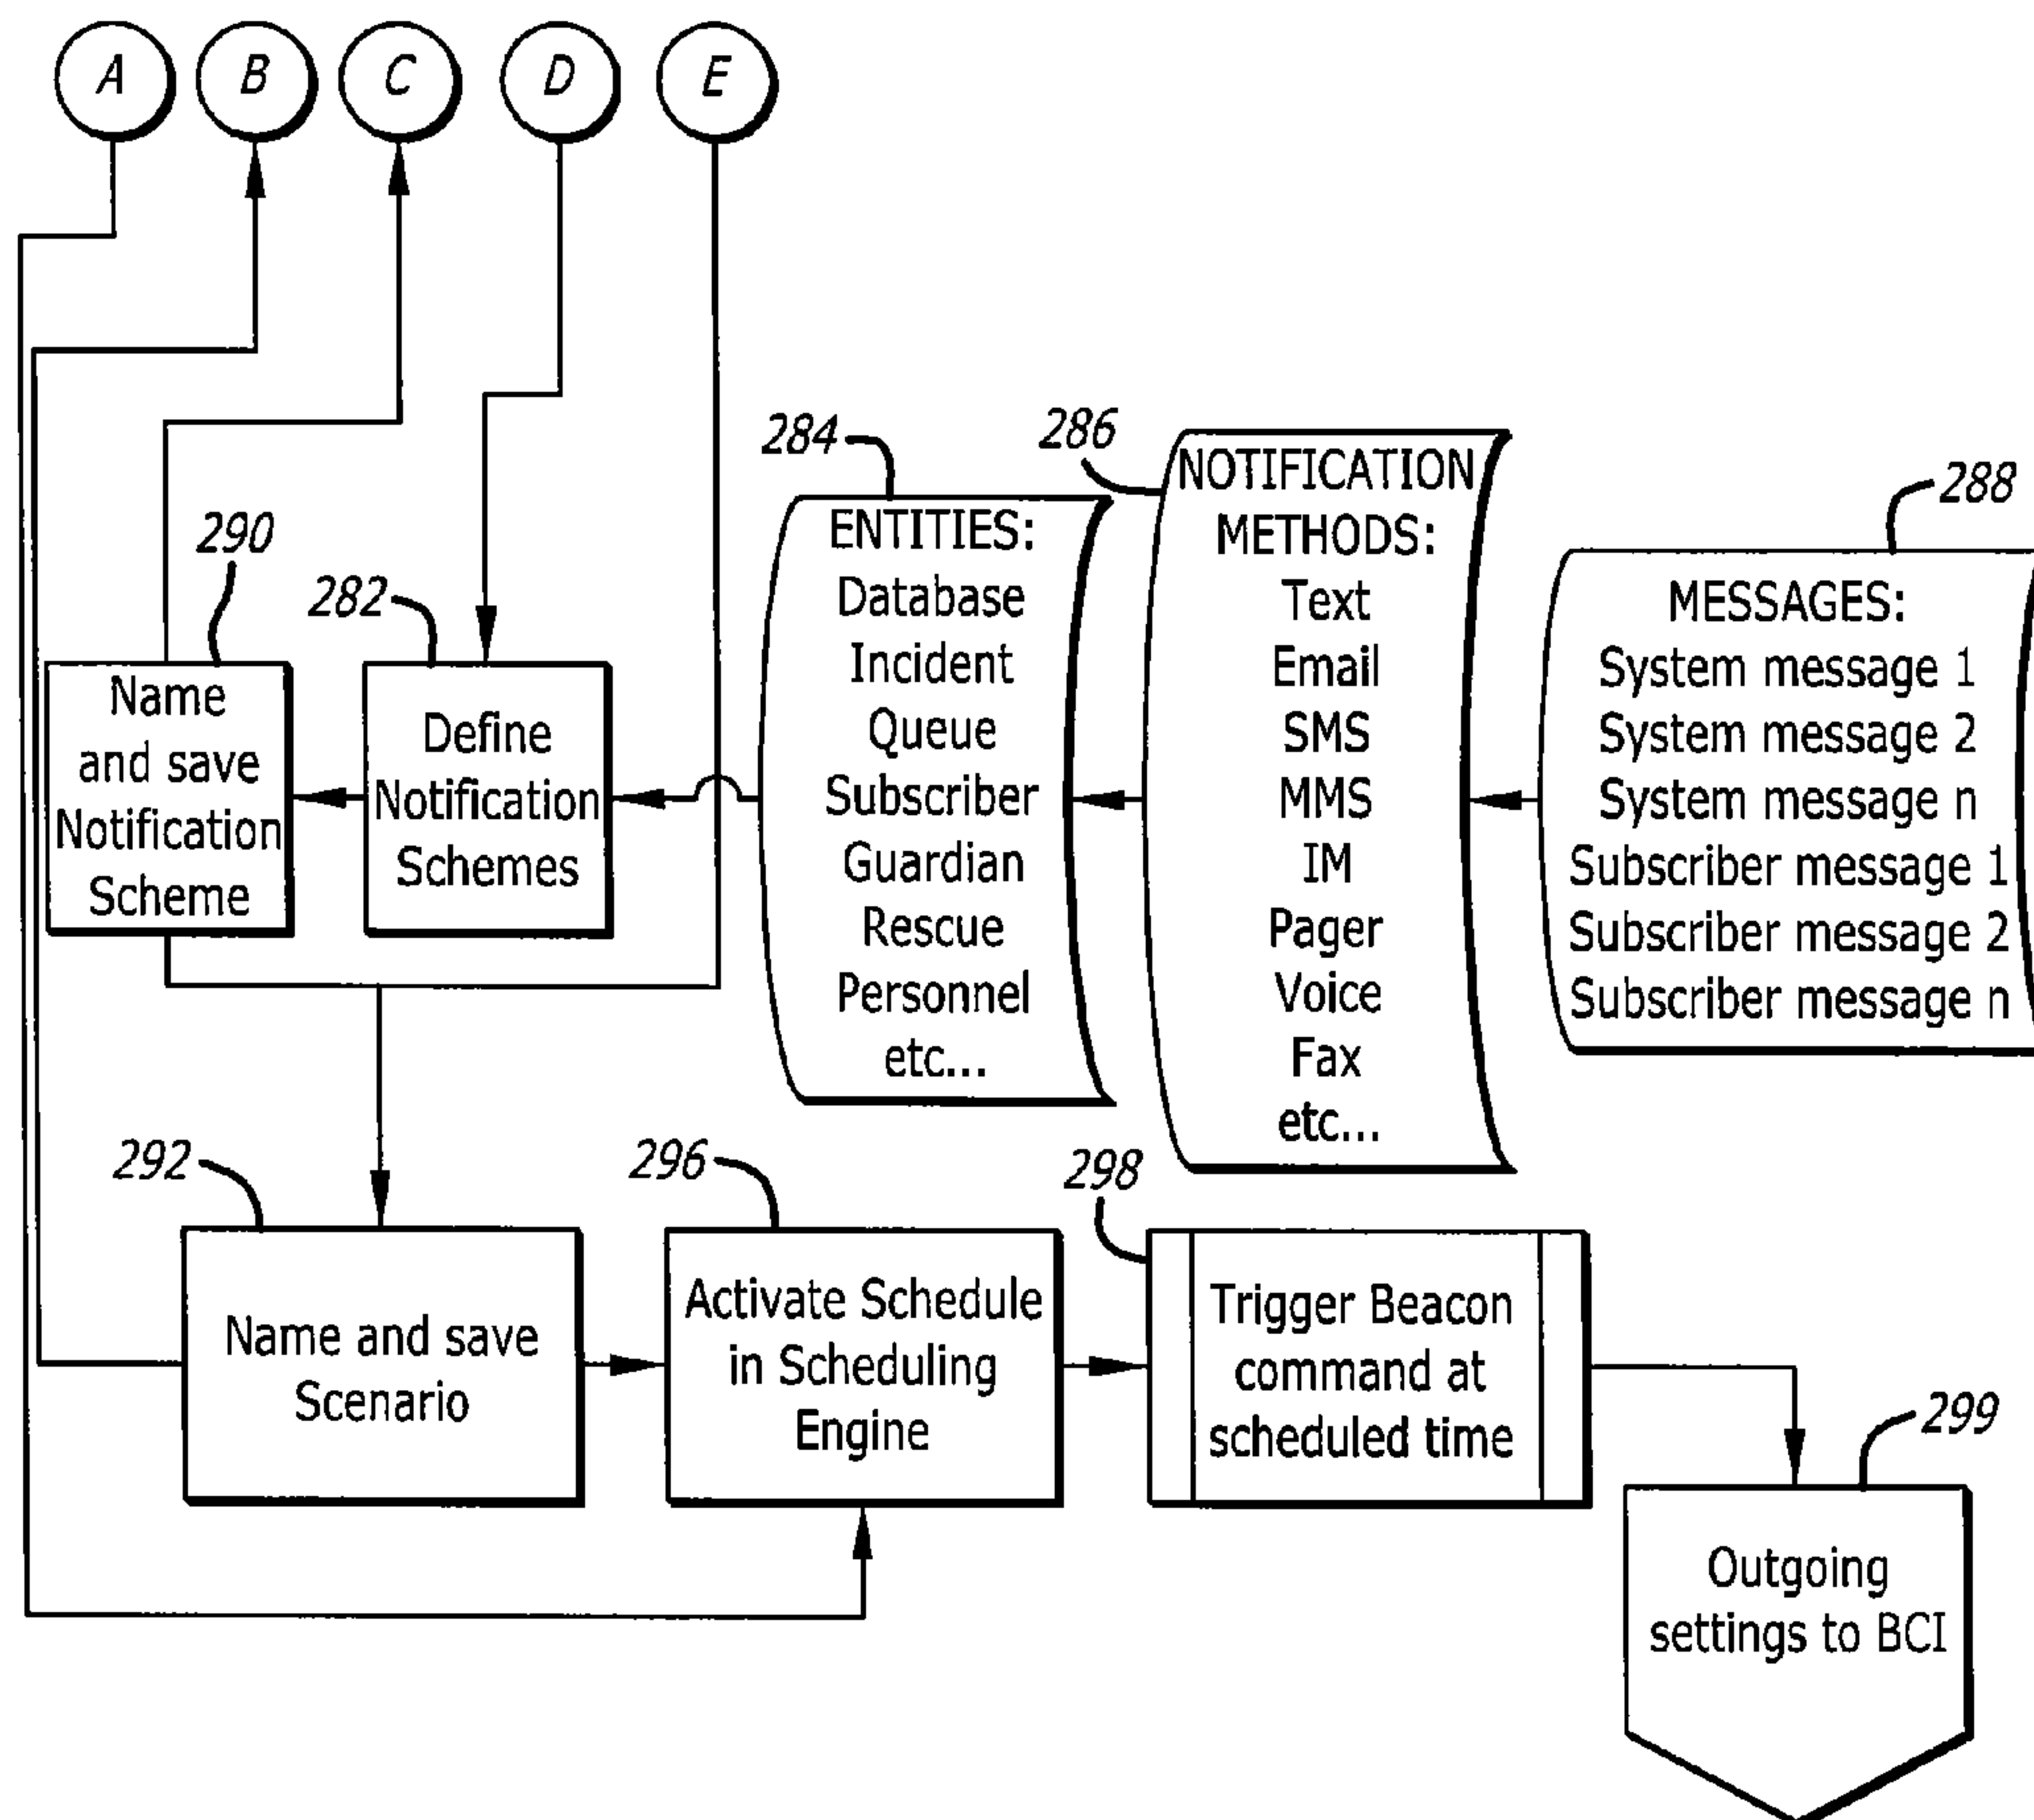 A
B
C
D
E
284
286
288
290
282
Name
and save
Notification
Scheme
Define
Notification
Schemes
ENTITIES:
Database
Incident
Queue
Subscriber
Guardian
Rescue
Personnel
etc...
NOTIFICATION
METHODS:
Text
Email
SMS
MMS
IM
Pager
Voice
Fax
etc...
MESSAGES:
System message 1
System message 2
System message n
Subscriber message 1
Subscriber message 2
Subscriber message n
292
296
298
299
Name and save
Scenario
Activate Schedule
in Scheduling
Engine
Trigger Beacon
command at
scheduled time
Outgoing
settings to BCI